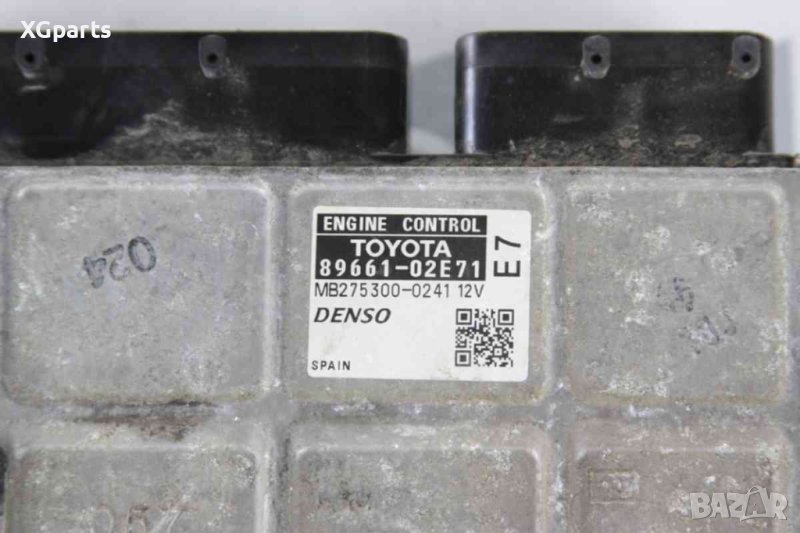 XGparts
ENGINE CONTROL
TOYOTA
89661-02E71
E7
MB275300-0241 12V
DENSO
SPAIN
024
BAZAR